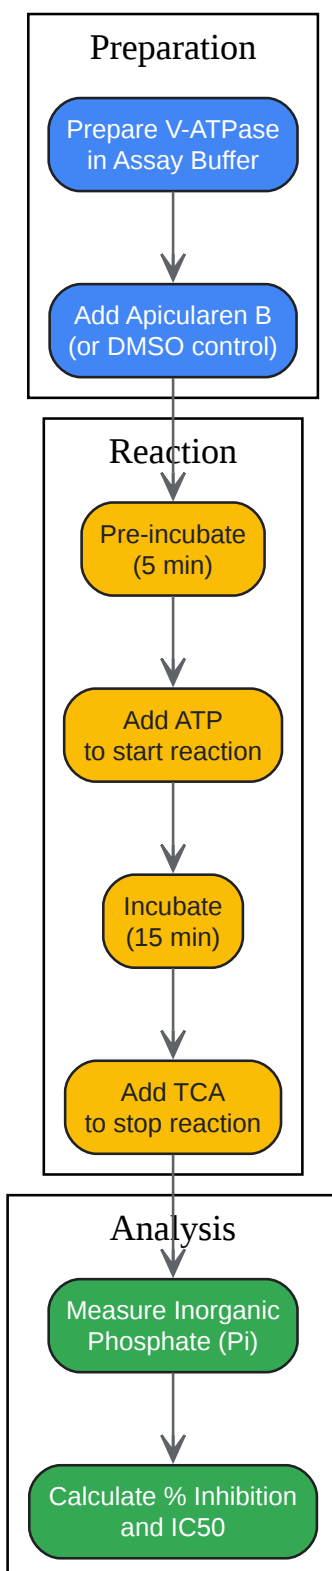 Preparation
Prepare V-ATPase
in Assay Buffer
Add Apicularen B
(or DMSO control)
Reaction
Pre-incubate
(5 min)
Add ATP
to start reaction
Incubate
(15 min)
Add TCA
to stop reaction
Analysis
Measure Inorganic
Phosphate (Pi)
Calculate % Inhibition
and IC50